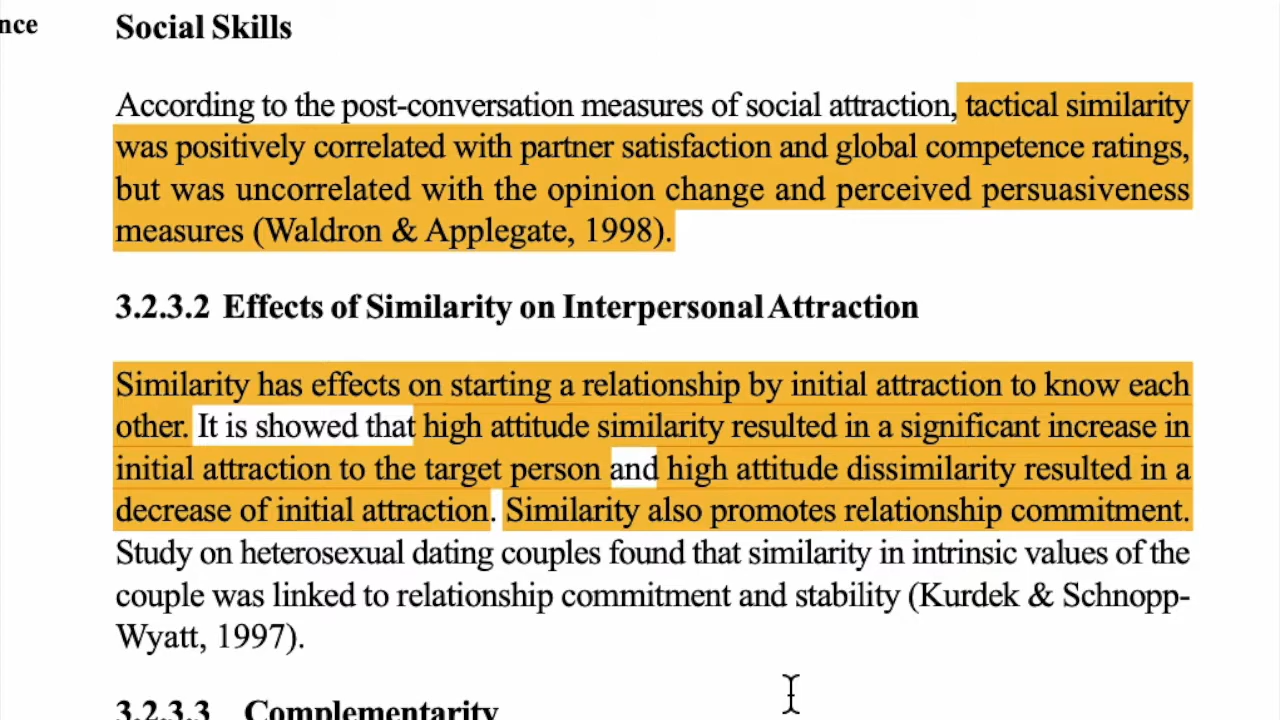 nce
Social Skills
According to the post-conversation measures of social attraction, tactical similarity
was positively correlated with partner satisfaction and global competence ratings,
but was uncorrelated with the opinion change and perceived persuasiveness
measures (Waldron & Applegate, 1998).
3.2.3.2 Effects of Similarity on Interpersonal Attraction
Similarity has effects on starting a relationship by initial attraction to know each
other. It is showed that high attitude similarity resulted in a significant increase in
initial attraction to the target person and high attitude dissimilarity resulted in a
decrease of initial attraction. Similarity also promotes relationship commitment.
Study on heterosexual dating couples found that similarity in intrinsic values of the
couple was linked to relationship commitment and stability (Kurdek & Schnopp-
Wyatt, 1997).
3.2.3.3 Complementarity